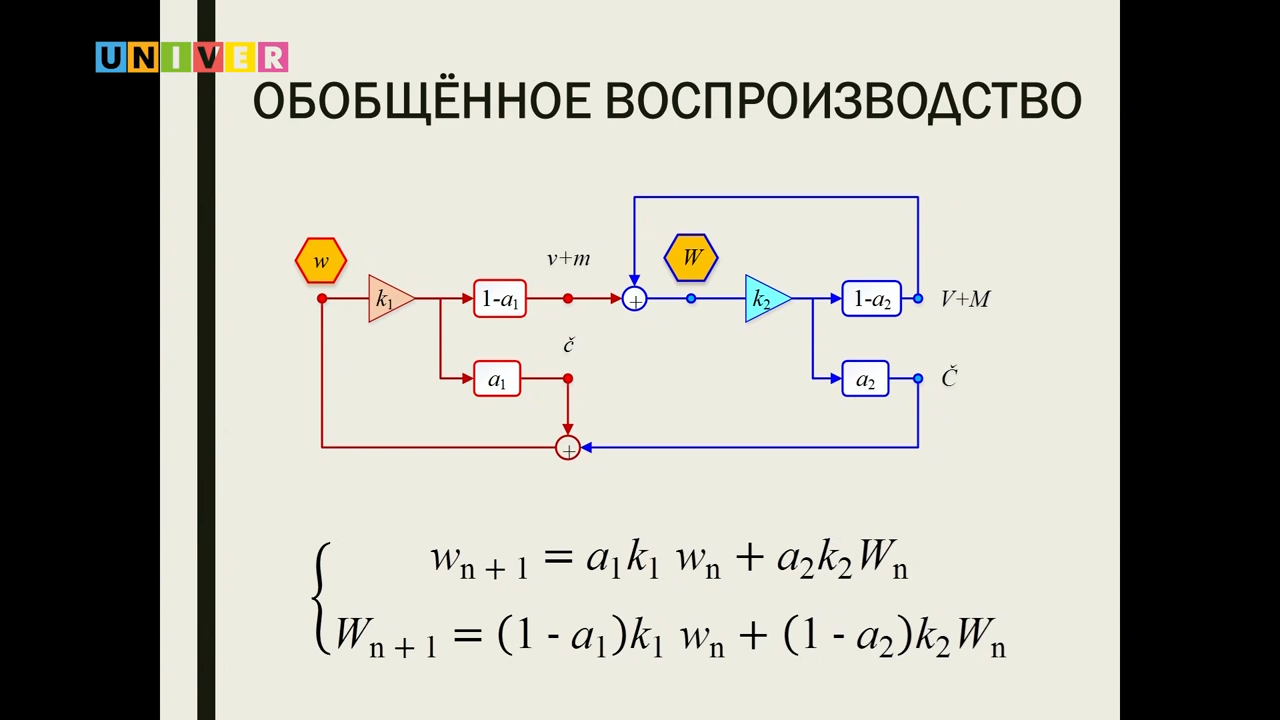 UNIVER
ОБОБЩЁННОЕ ВОСПРОИЗВОДСТВО
w
k₁
1-a₁
v+m
+
W
k₂
1-a₂
V+M
a₁
č
+
a₂
Č
wₙ ₊ ₁ = a₁k₁ wₙ + a₂k₂Wₙ
Wₙ ₊ ₁ = (1 - a₁)k₁ wₙ + (1 - a₂)k₂Wₙ